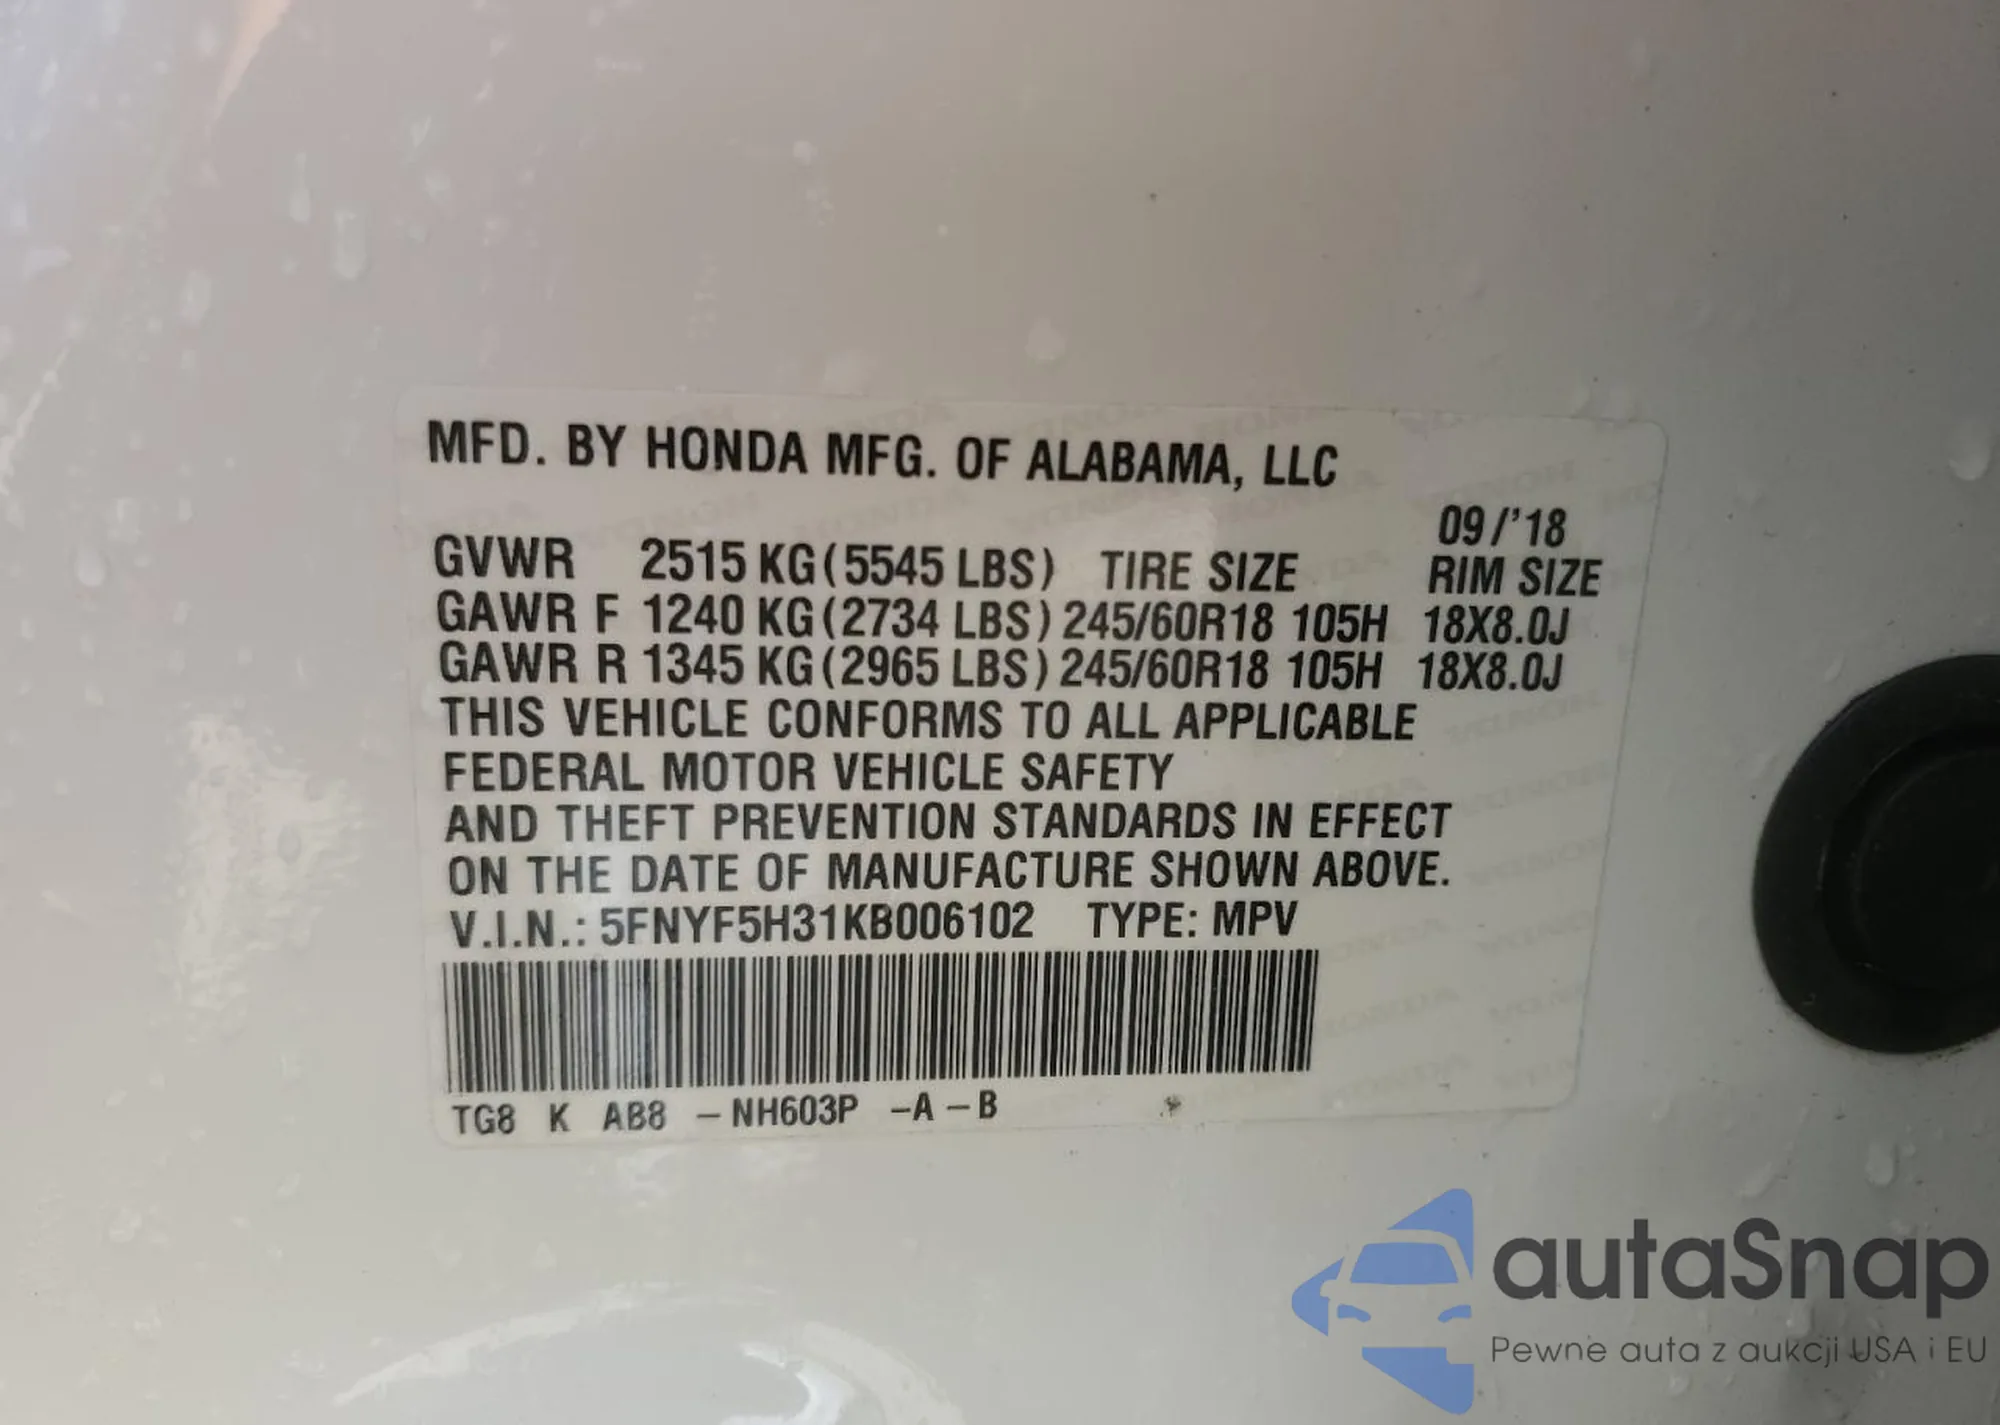 MFD. BY HONDA MFG. OF ALABAMA, LLC
09/'18
GVWR 2515 KG (5545 LBS) TIRE SIZE RIM SIZE
GAWR F 1240 KG (2734 LBS) 245/60R18 105H 18X8.0J
GAWR R 1345 KG (2965 LBS) 245/60R18 105H 18X8.0J
THIS VEHICLE CONFORMS TO ALL APPLICABLE
FEDERAL MOTOR VEHICLE SAFETY
AND THEFT PREVENTION STANDARDS IN EFFECT
ON THE DATE OF MANUFACTURE SHOWN ABOVE.
V.I.N.: 5FNYF5H31KB006102 TYPE: MPV
TG8 K AB8 – NH603P –A – B
autaSnap
Pewne auta z aukcji USA i EU